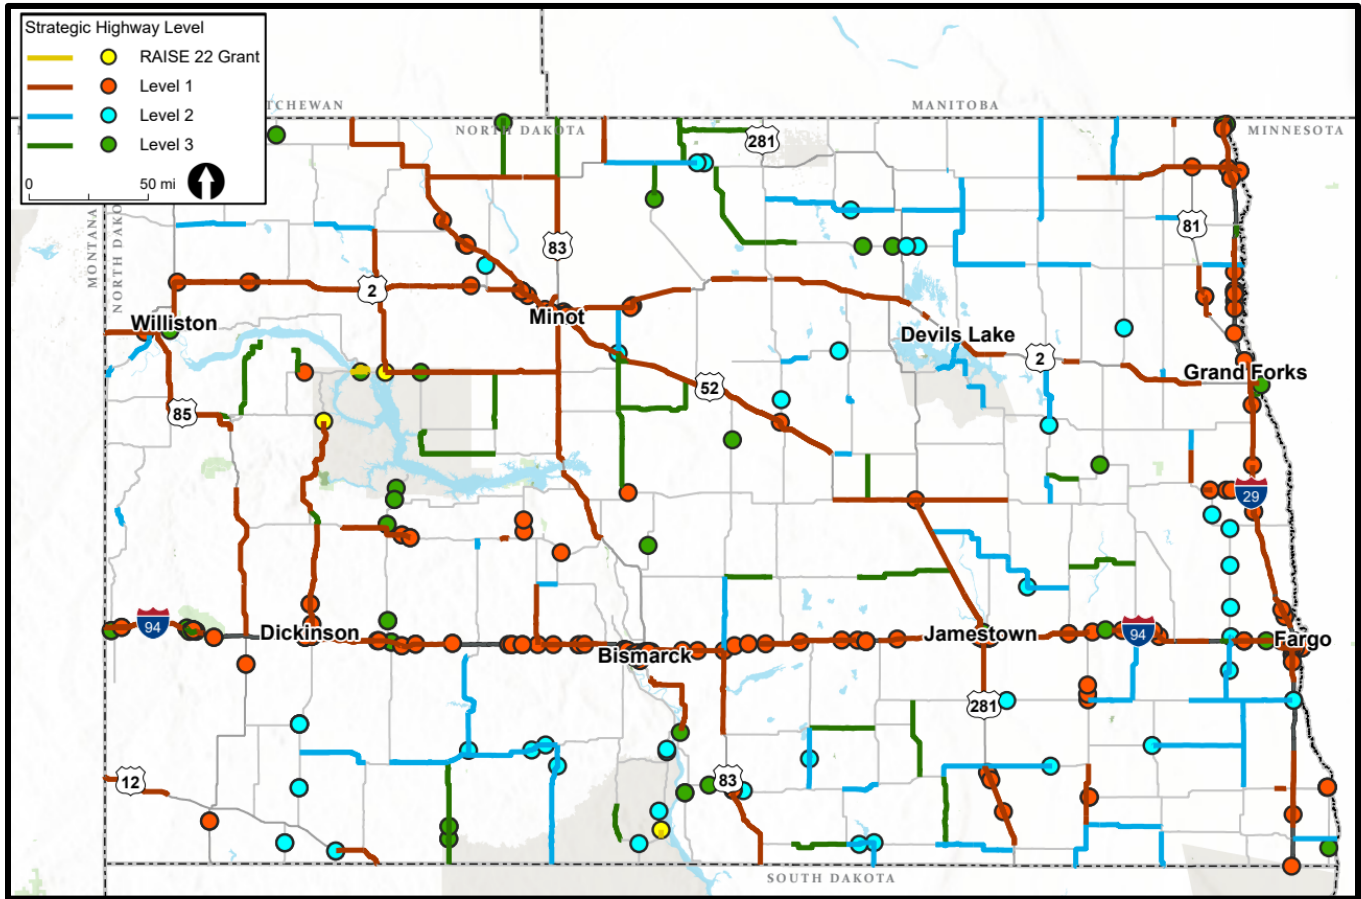 Strategic Highway Level
RAISE 22 Grant
Level 1
Level 2
Level 3
0 50 mi
TCHEWAN
MANITOBA
NORTH DAKOTA
MINNESOTA
281
81
83
MONTANA
NORTH DAKO
2
Williston
Minot
Devils Lake
2
Grand Forks
52
85
29
94
Dickinson
Jamestown
94
Fargo
Bismarck
281
12
83
SOUTH DAKOTA